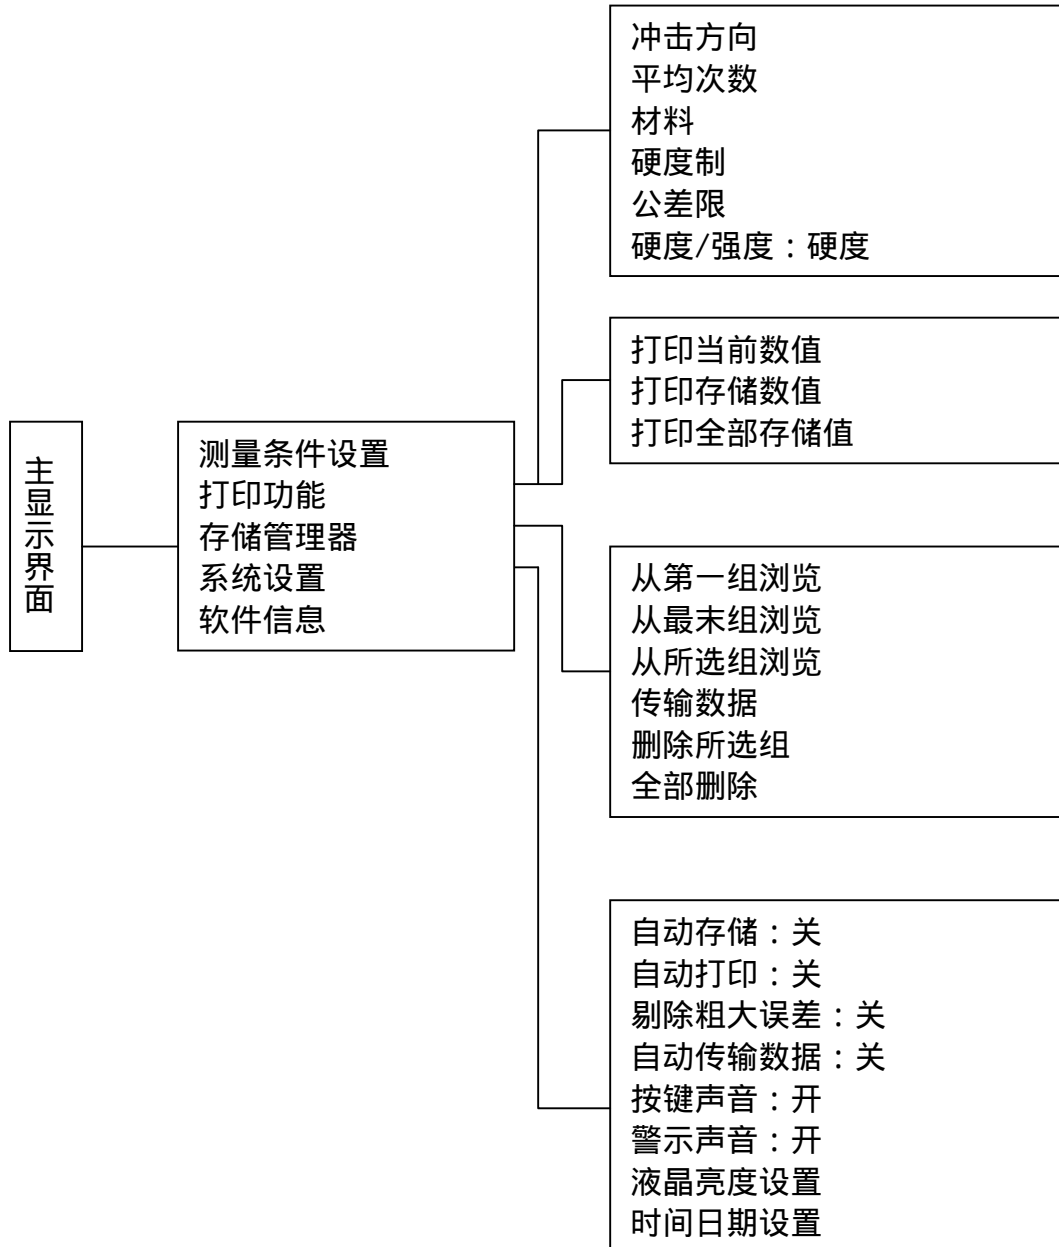 主显示界面
测量条件设置
打印功能
存储管理器
系统设置
软件信息
冲击方向
平均次数
材料
硬度制
公差限
硬度/强度：硬度
打印当前数值
打印存储数值
打印全部存储值
从第一组浏览
从最末组浏览
从所选组浏览
传输数据
删除所选组
全部删除
自动存储：关
自动打印：关
剔除粗大误差：关
自动传输数据：关
按键声音：开
警示声音：开
液晶亮度设置
时间日期设置